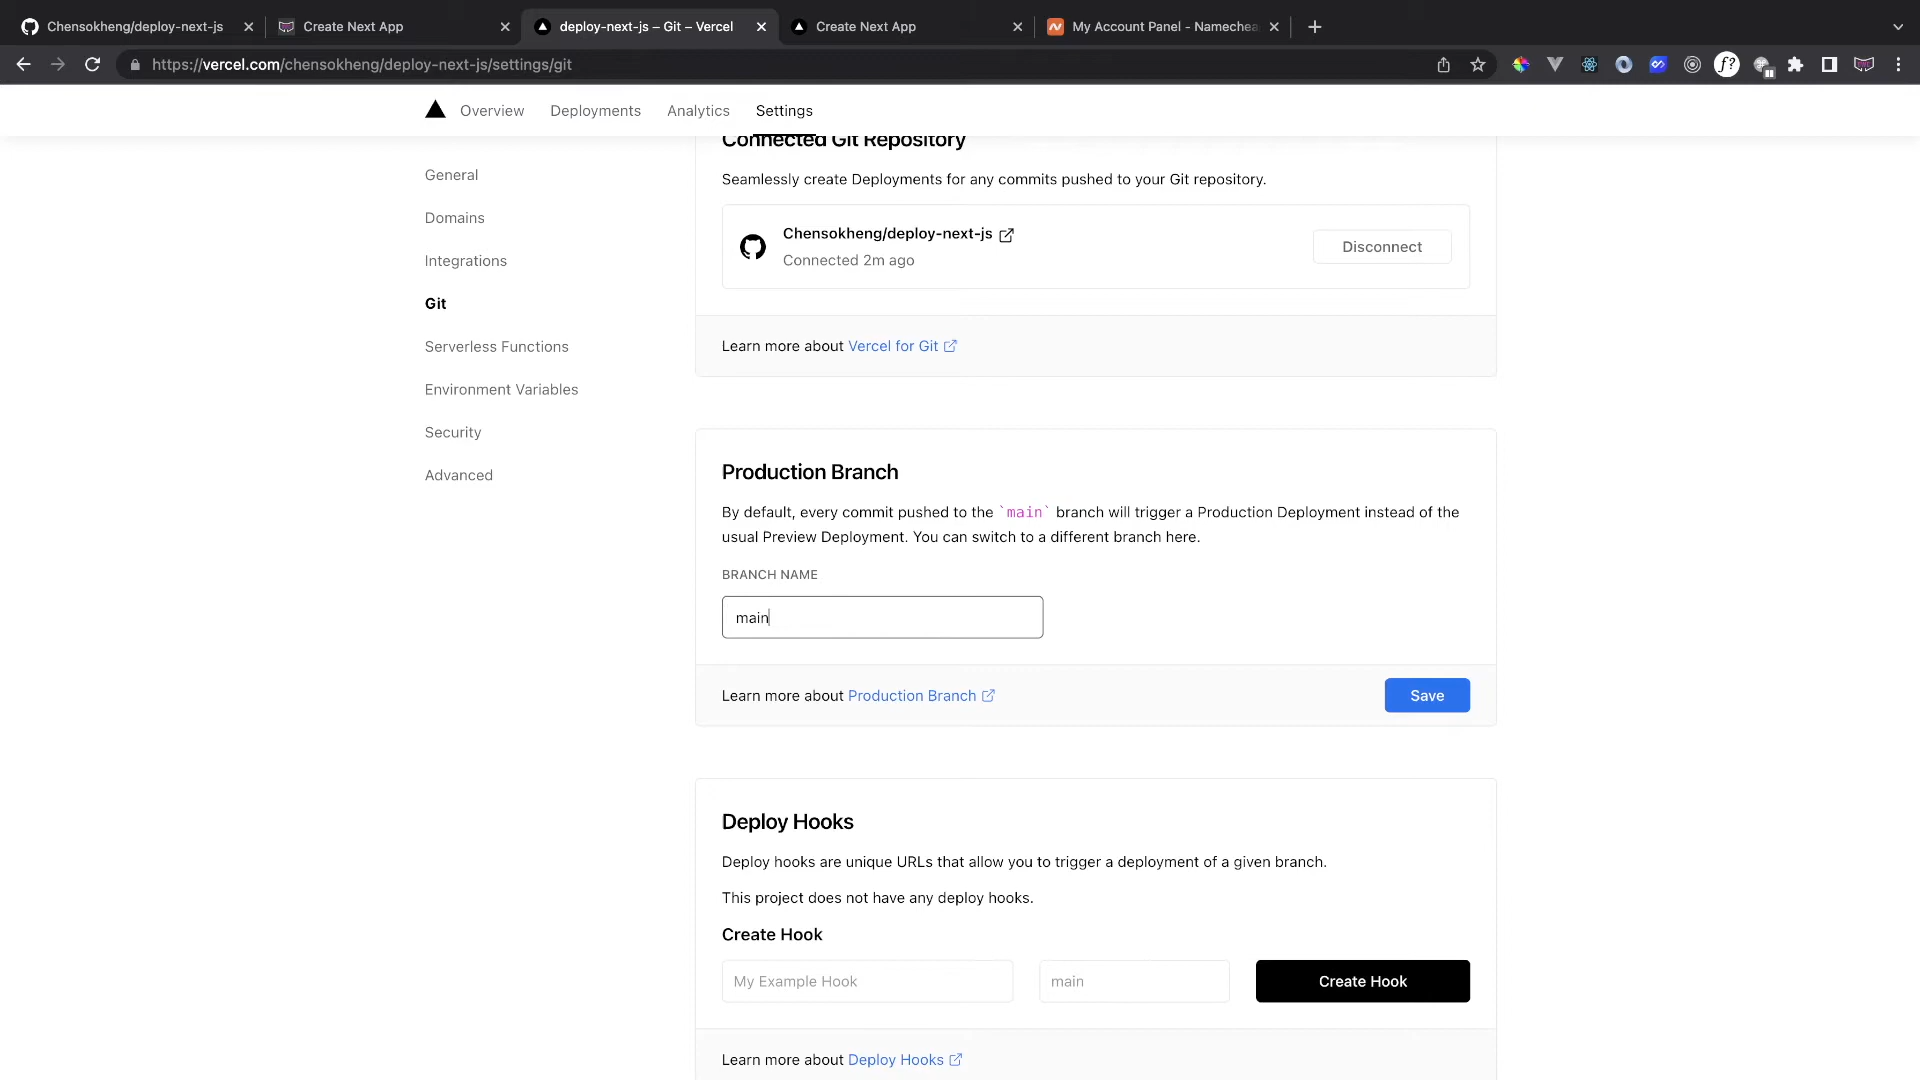 Chensokheng/deploy-next-js
Create Next App
deploy-next-js – Git – Vercel
Create Next App
My Account Panel - Namechea
https://vercel.com/chensokheng/deploy-next-js/settings/git
Overview
Deployments
Analytics
Settings
General
Domains
Integrations
Git
Serverless Functions
Environment Variables
Security
Advanced
Connected Git Repository
Seamlessly create Deployments for any commits pushed to your Git repository.
Chensokheng/deploy-next-js
Connected 2m ago
Disconnect
Learn more about Vercel for Git
Production Branch
By default, every commit pushed to the `main` branch will trigger a Production Deployment instead of the
usual Preview Deployment. You can switch to a different branch here.
BRANCH NAME
main
Learn more about Production Branch
Save
Deploy Hooks
Deploy hooks are unique URLs that allow you to trigger a deployment of a given branch.
This project does not have any deploy hooks.
Create Hook
My Example Hook
main
Create Hook
Learn more about Deploy Hooks